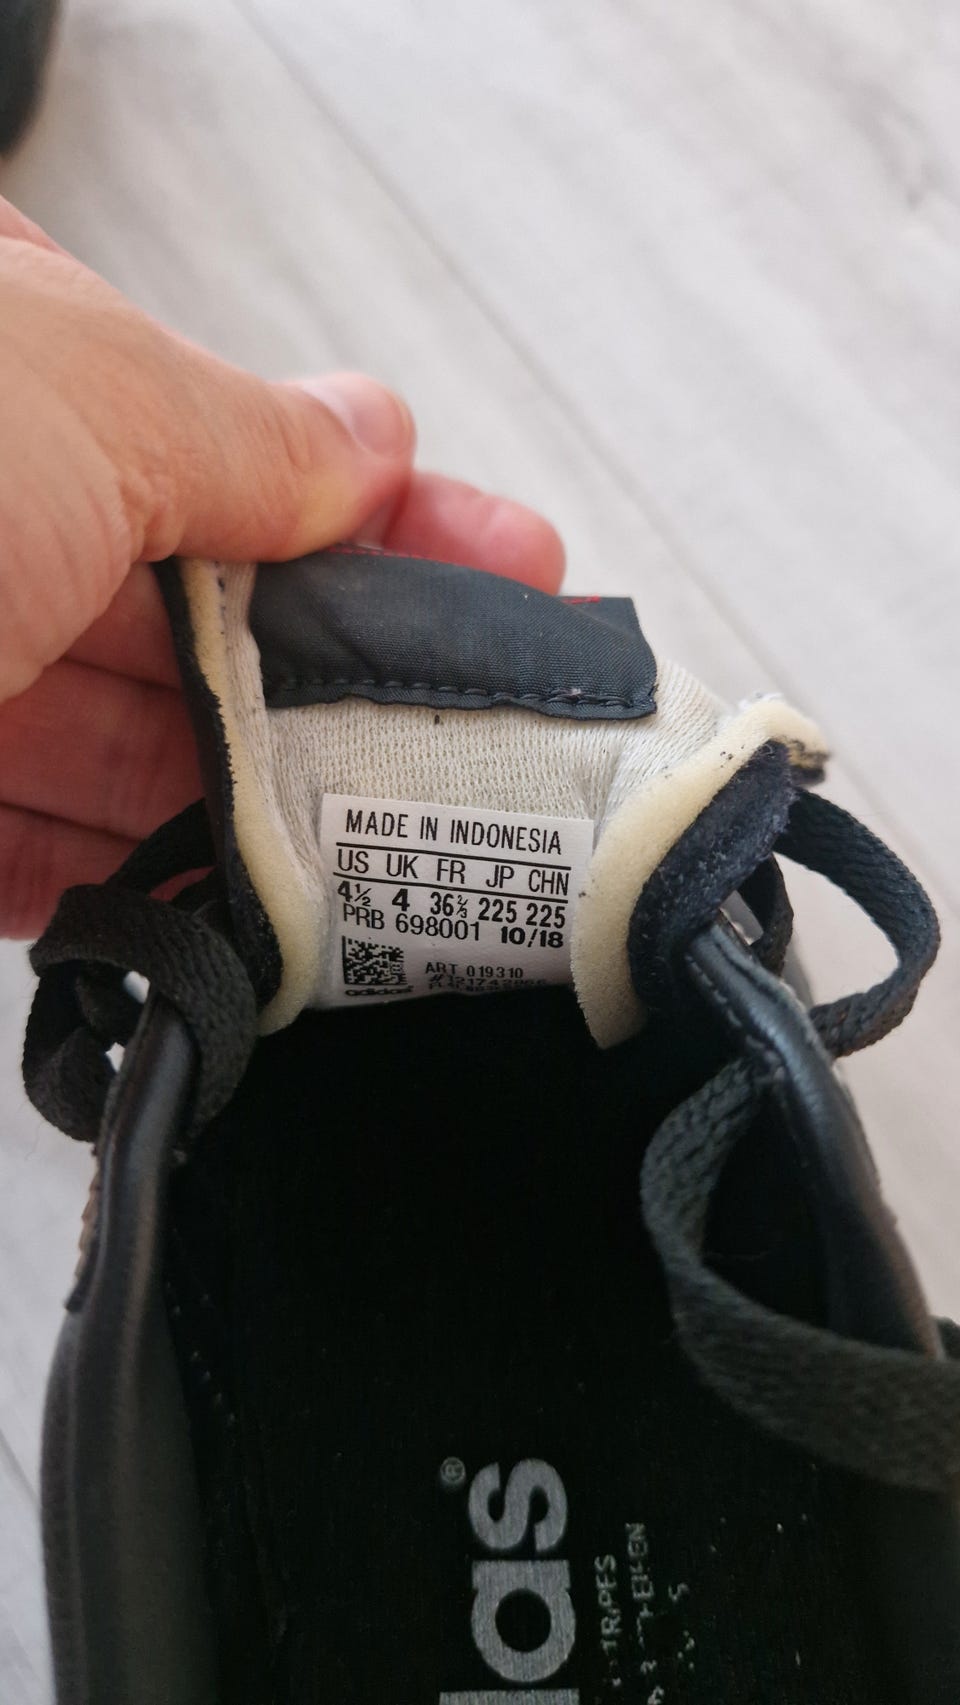 MADE IN INDONESIA
US UK FR JP CHN
4½ 4 36⅔ 225 225
PRB 698001 10/18
ART 019310
adidas
das®